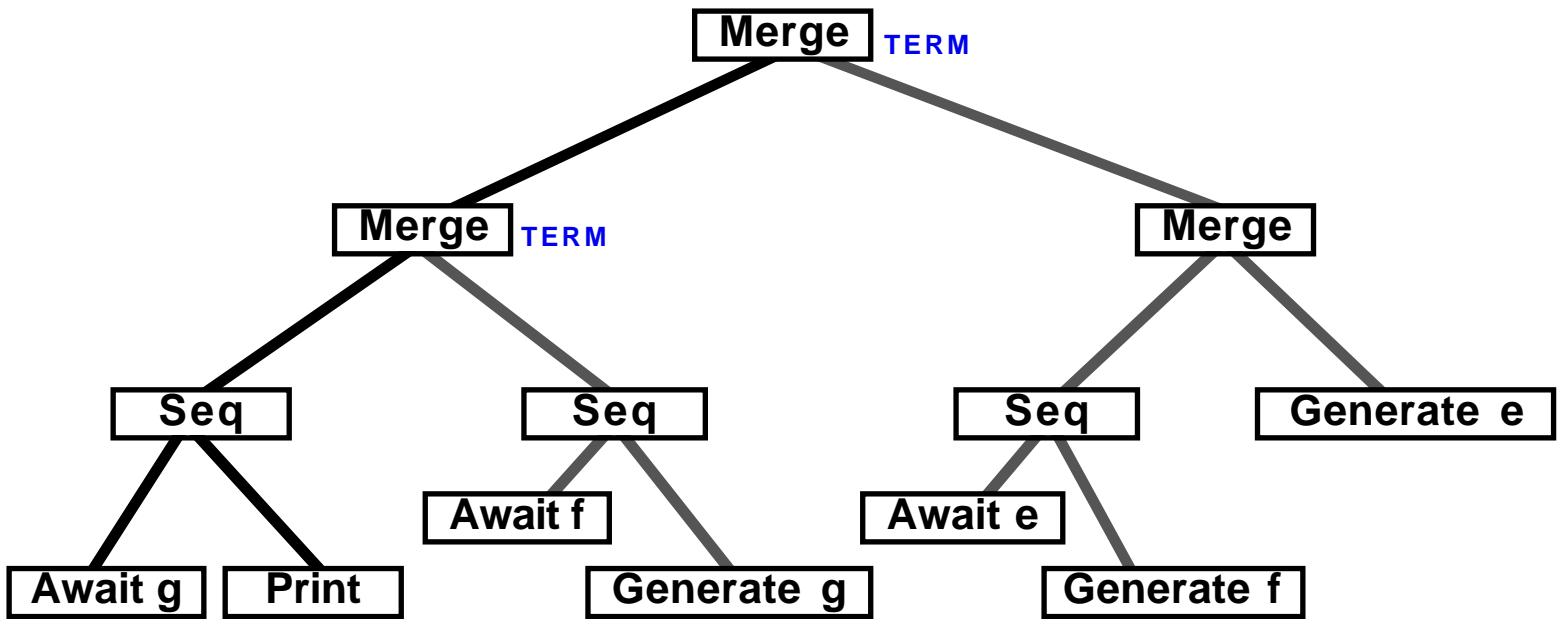 Merge TERM
Merge TERM
Merge
Seq
Seq
Seq
Generate e
Await f
Await e
Await g
Print
Generate g
Generate f